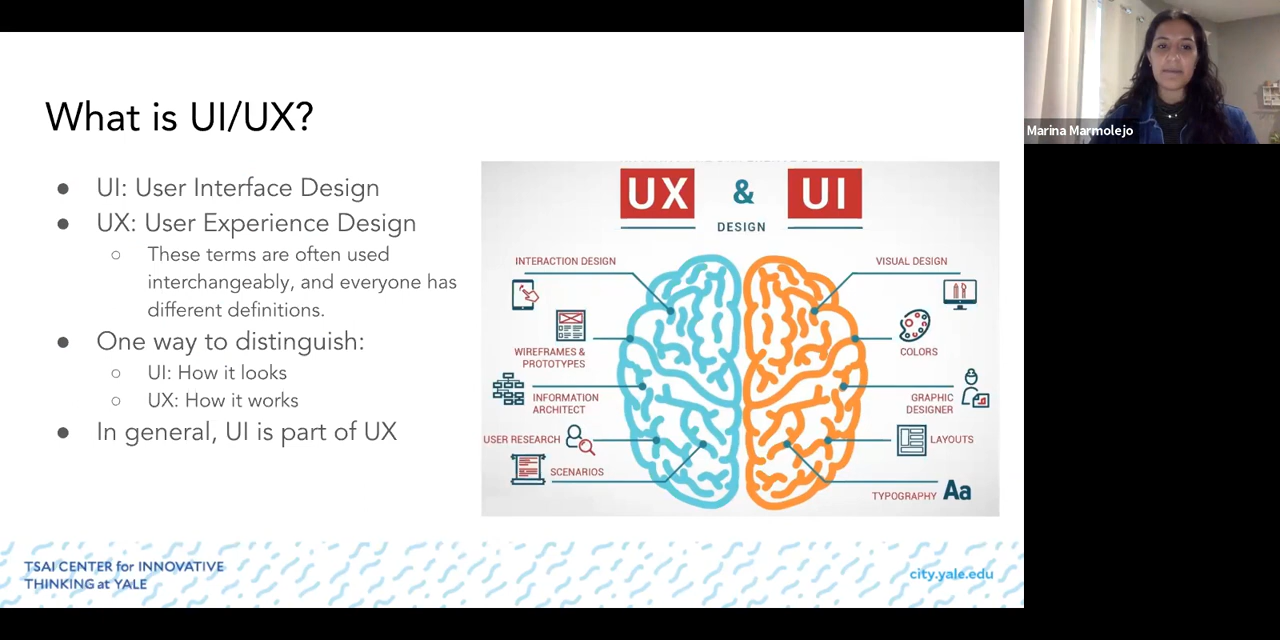 What is UI/UX?
● UI: User Interface Design
● UX: User Experience Design
○ These terms are often used
interchangeably, and everyone has
different definitions.
● One way to distinguish:
○ UI: How it looks
○ UX: How it works
● In general, UI is part of UX
UX & UI
DESIGN
INTERACTION DESIGN
WIREFRAMES &
PROTOTYPES
INFORMATION
ARCHITECT
USER RESEARCH
SCENARIOS
VISUAL DESIGN
COLORS
GRAPHIC
DESIGNER
LAYOUTS
TYPOGRAPHY Aa
TSAI CENTER for INNOVATIVE
THINKING at YALE
city.yale.edu
Marina Marmolejo